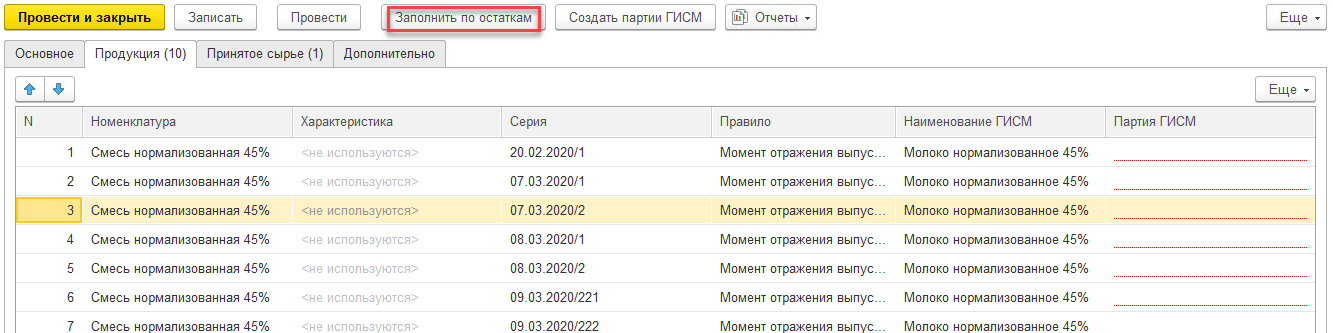 Провести и закрыть Записать Провести Заполнить по остаткам Создать партии ГИСМ Отчеты Еще
Основное Продукция (10) Принятое сырье (1) Дополнительно
Еще
N Номенклатура Характеристика Серия Правило Наименование ГИСМ Партия ГИСМ
1 Смесь нормализованная 45% <не используются> 20.02.2020/1 Момент отражения выпус... Молоко нормализованное 45%
2 Смесь нормализованная 45% <не используются> 07.03.2020/1 Момент отражения выпус... Молоко нормализованное 45%
3 Смесь нормализованная 45% <не используются> 07.03.2020/2 Момент отражения выпус... Молоко нормализованное 45%
4 Смесь нормализованная 45% <не используются> 08.03.2020/1 Момент отражения выпус... Молоко нормализованное 45%
5 Смесь нормализованная 45% <не используются> 08.03.2020/2 Момент отражения выпус... Молоко нормализованное 45%
6 Смесь нормализованная 45% <не используются> 09.03.2020/221 Момент отражения выпус... Молоко нормализованное 45%
7 Смесь нормализованная 45% <не используются> 09.03.2020/222 Момент отражения выпус... Молоко нормализованное 45%